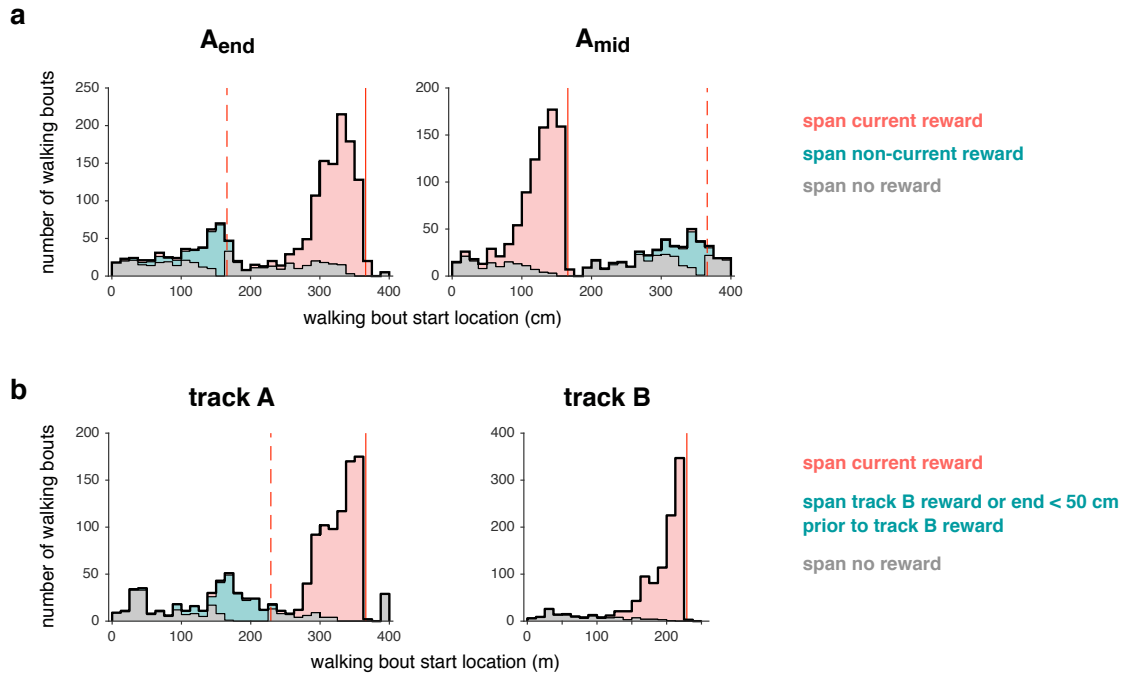 a
A_end
A_mid
number of walking bouts
250
200
150
100
50
0
0
100
200
300
400
200
150
100
50
0
0
100
200
300
400
walking bout start location (cm)
span current reward
span non-current reward
span no reward
b
track A
track B
number of walking bouts
200
150
100
50
0
0
100
200
300
400
400
300
200
100
0
0
100
200
walking bout start location (m)
span current reward
span track B reward or end < 50 cm
prior to track B reward
span no reward